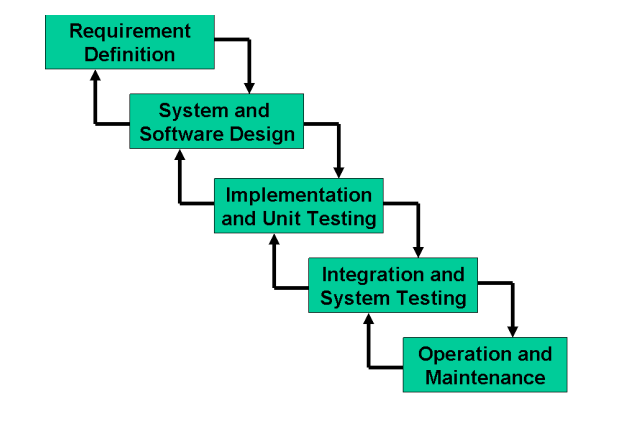 Requirement
Definition
System and
Software Design
Implementation
and Unit Testing
Integration and
System Testing
Operation and
Maintenance